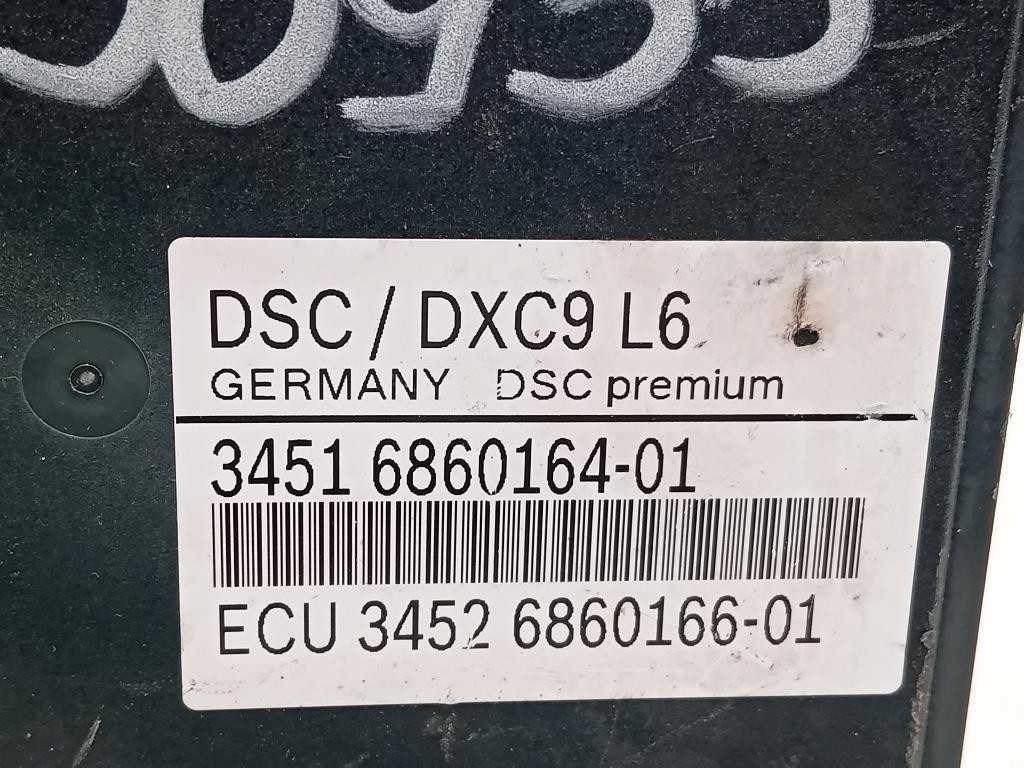 DSC / DXC9 L6
GERMANY DSC premium
3451 6860164-01
ECU 3452 6860166-01